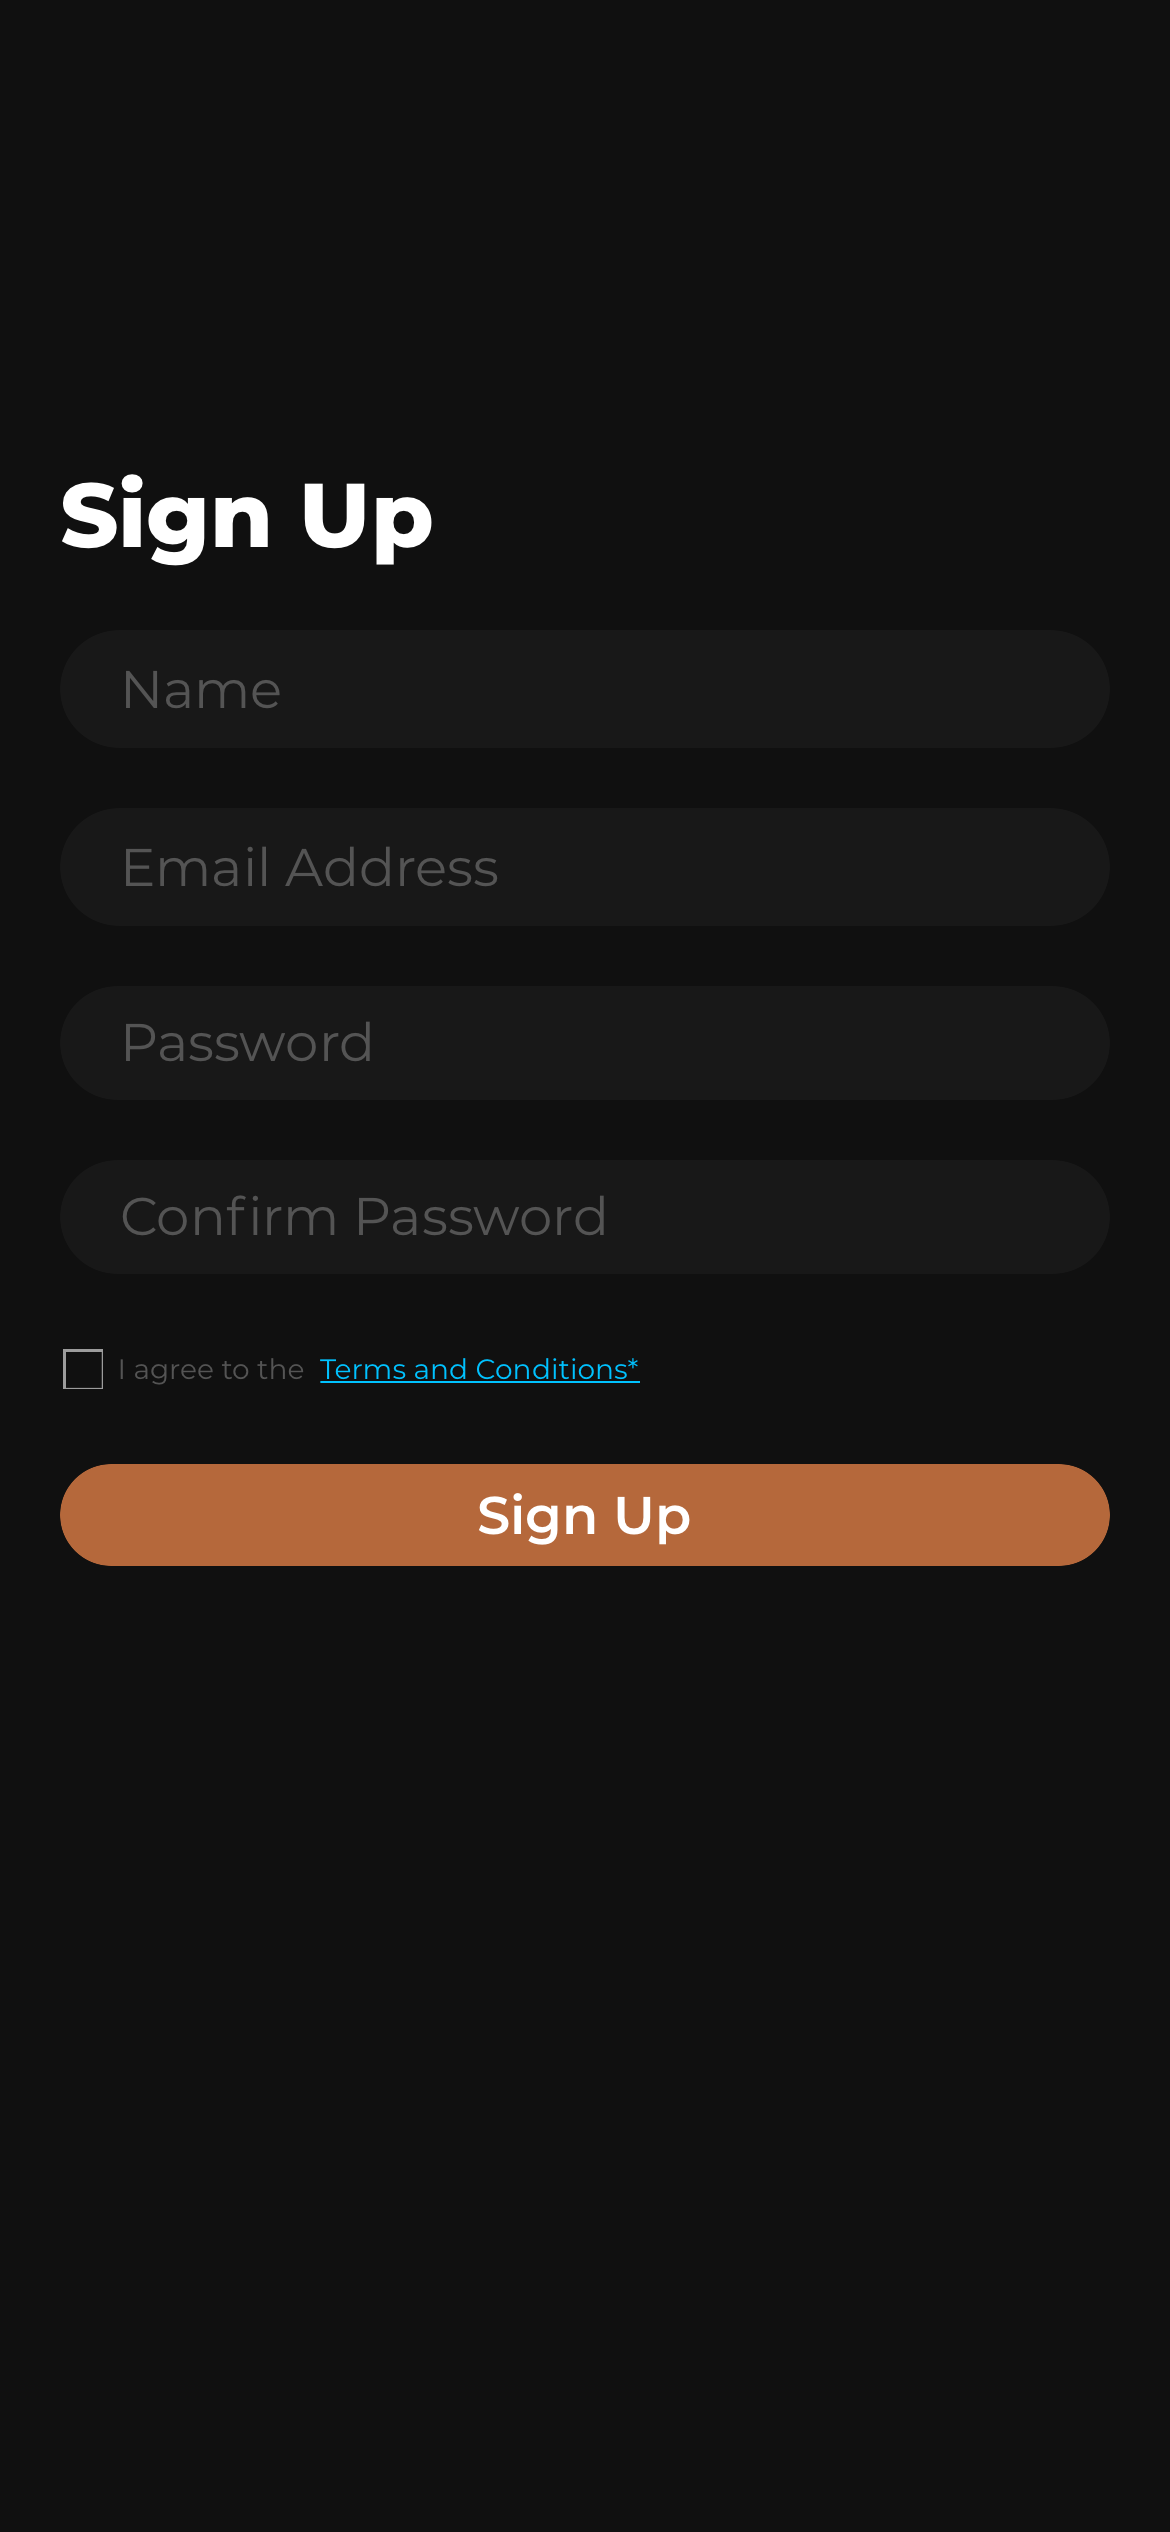 Sign Up
Name
Email Address
Password
Confirm Password
I agree to the Terms and Conditions*
Sign Up